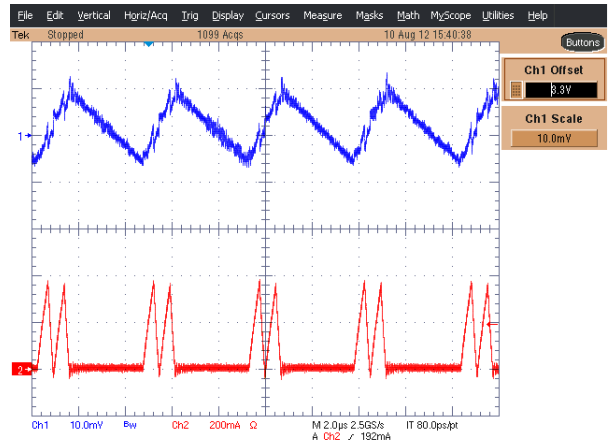 File Edit Vertical Horiz/Acq Trig Display Cursors Measure Masks Math MyScope Utilities Help
Tek Stopped 1099 Acqs 10 Aug 12 15:40:38
Buttons
Ch1 Offset
3.3V
Ch1 Scale
10.0mV
1
2
Ch1 10.0mV Bw Ch2 200mA Ω M 2.0µs 2.5GS/s IT 80.0ps/pt
A Ch2 ∕ 192mA